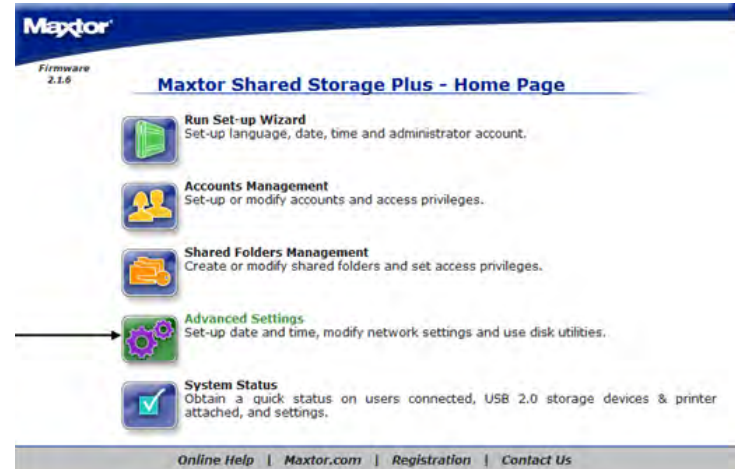 Maxtor
Firmware
2.1.6
Maxtor Shared Storage Plus - Home Page
Run Set-up Wizard
Set-up language, date, time and administrator account.
Accounts Management
Set-up or modify accounts and access privileges.
Shared Folders Management
Create or modify shared folders and set access privileges.
Advanced Settings
Set-up date and time, modify network settings and use disk utilities.
System Status
Obtain a quick status on users connected, USB 2.0 storage devices & printer
attached, and settings.
Online Help | Maxtor.com | Registration | Contact Us